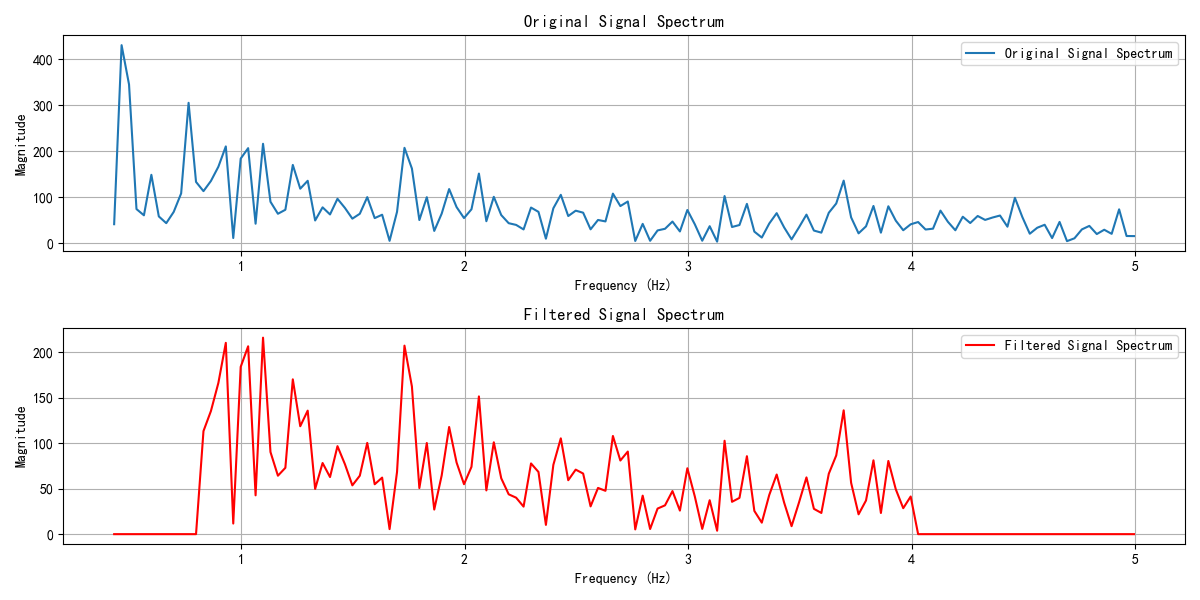 Original Signal Spectrum
Original Signal Spectrum
Magnitude
400
300
200
100
0
1
2
3
4
5
Frequency (Hz)
Filtered Signal Spectrum
Filtered Signal Spectrum
Magnitude
200
150
100
50
0
1
2
3
4
5
Frequency (Hz)